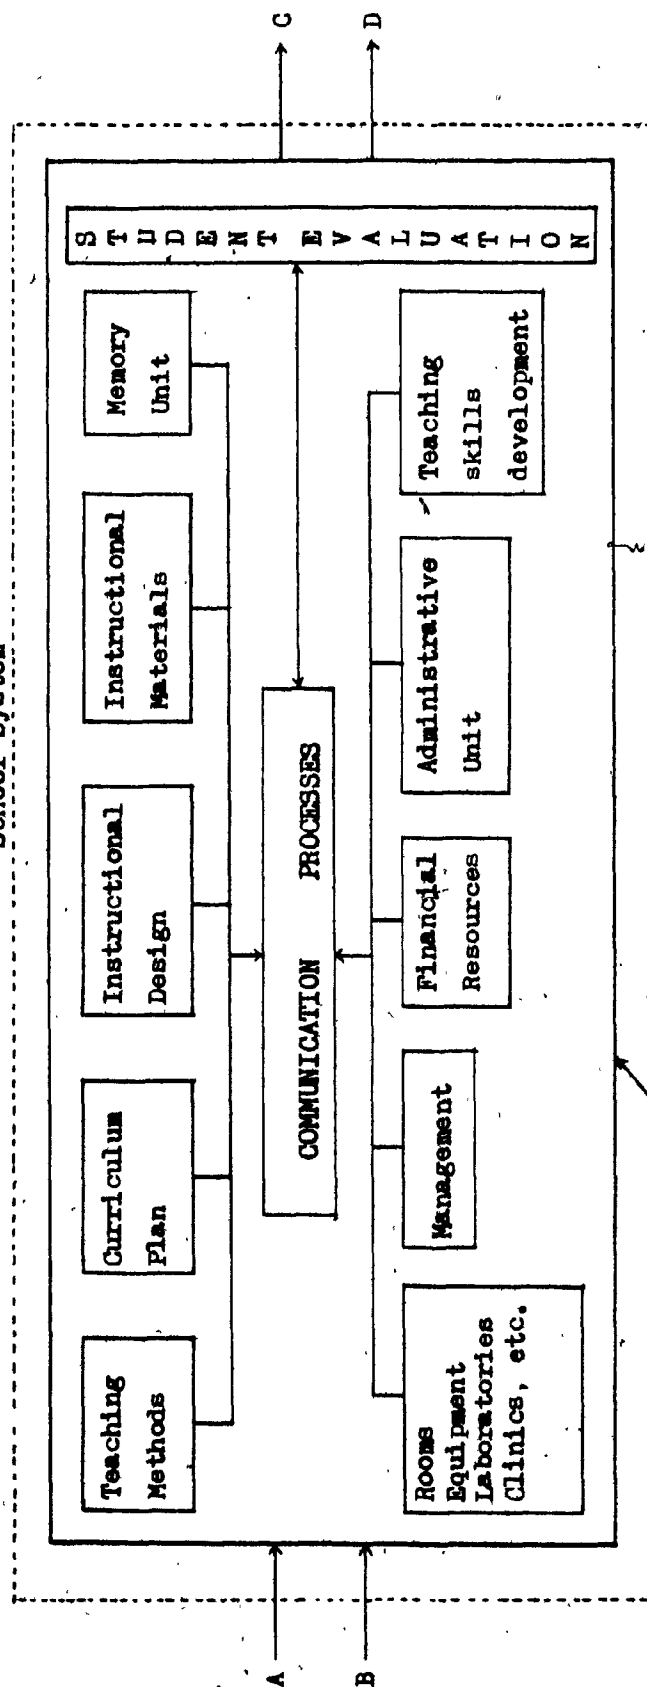 School System
A
B
Teaching
Methods
Curriculum
Plan
Instructional
Design
Instructional
Materials
Memory
Unit
COMMUNICATION PROCESSES
STUDENT EVALUATION
Rooms
Equipment
Laboratories
Clinics, etc.
Management
Financial
Resources
Administrative
Unit
Teaching
skills
development
C
D